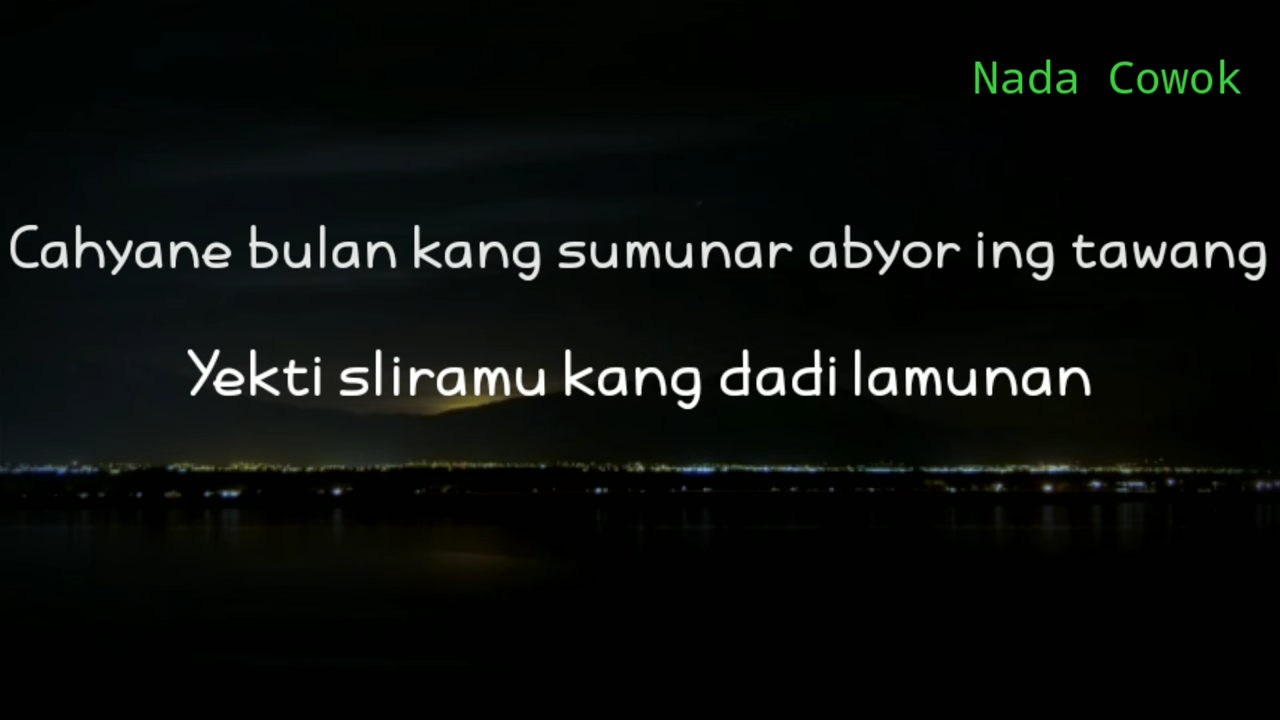 Nada Cowok
Cahyane bulan kang sumunar abyor ing tawang
Yekti sliramu kang dadi lamunan